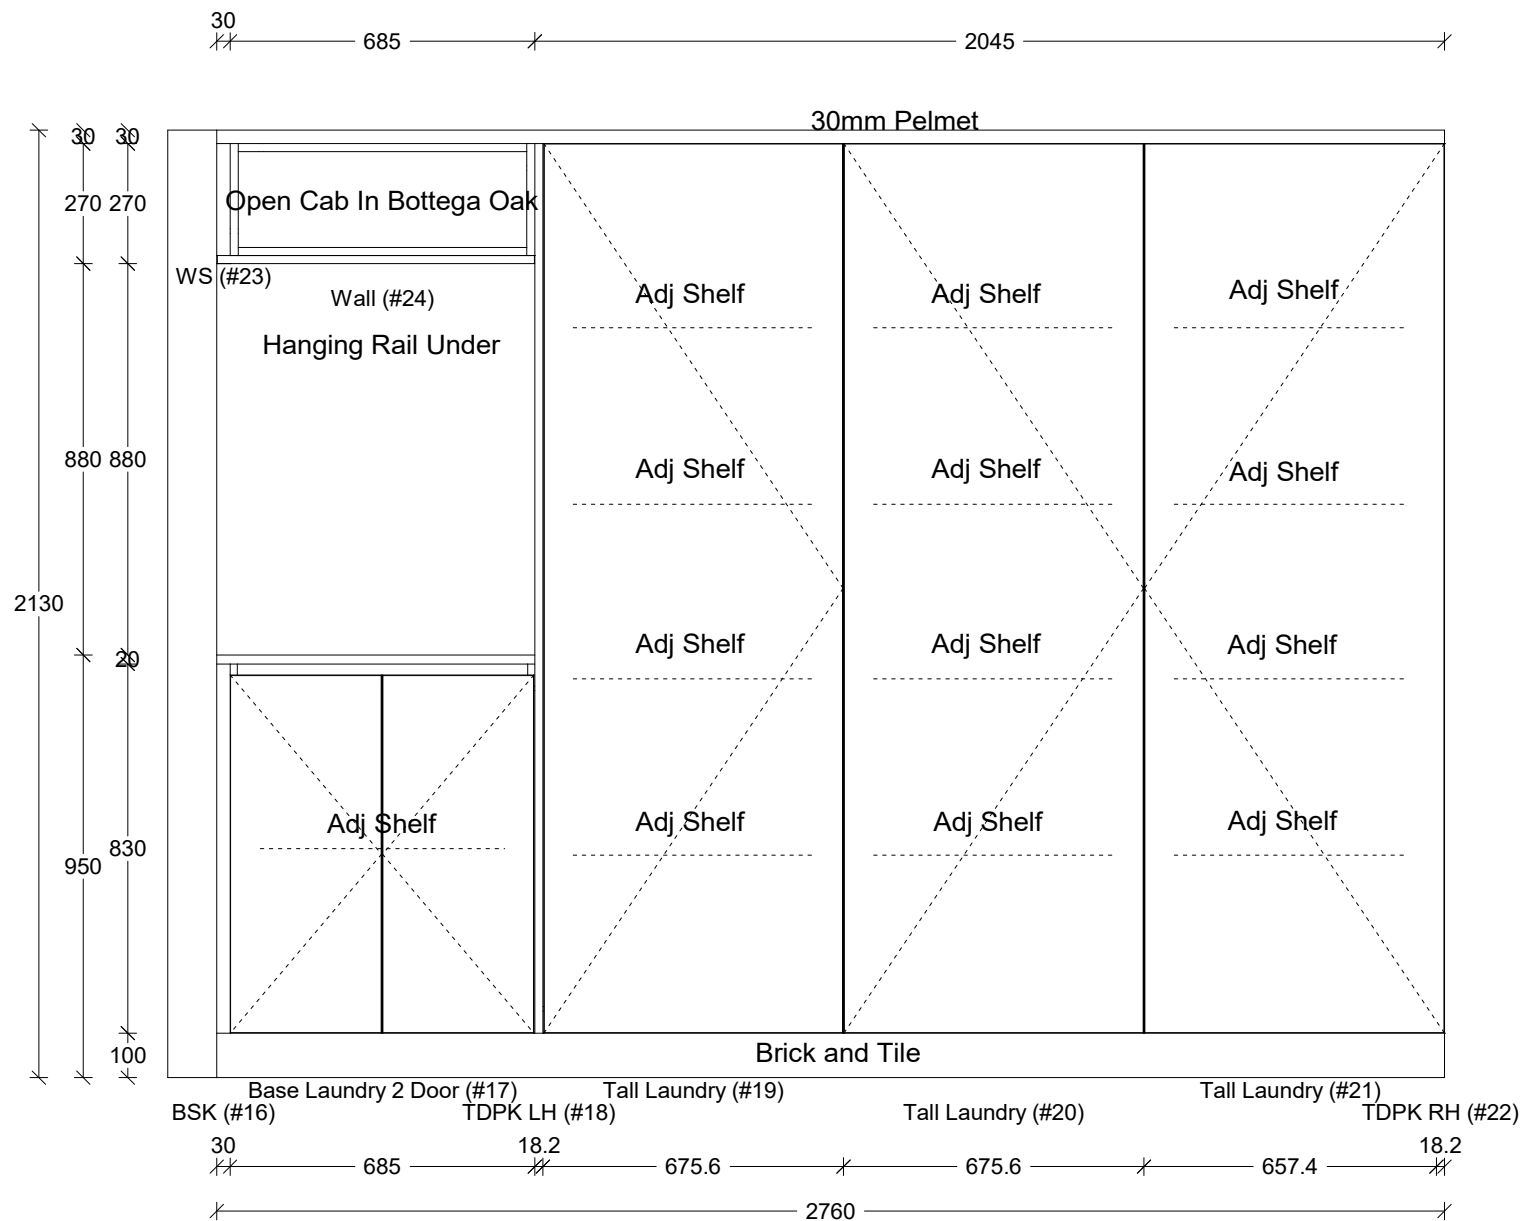 30
685
2045
30mm Pelmet
30 30
Open Cab In Bottega Oak
270 270
WS (#23)
Wall (#24)
Adj Shelf Adj Shelf Adj Shelf
Hanging Rail Under
880 880
Adj Shelf Adj Shelf Adj Shelf
2130
20
Adj Shelf Adj Shelf Adj Shelf
Adj Shelf Adj Shelf Adj Shelf Adj Shelf
950
830
100
Brick and Tile
Base Laundry 2 Door (#17) Tall Laundry (#19) Tall Laundry (#21)
BSK (#16) TDPK LH (#18) Tall Laundry (#20) TDPK RH (#22)
30 18.2 18.2
685 675.6 675.6 657.4
2760